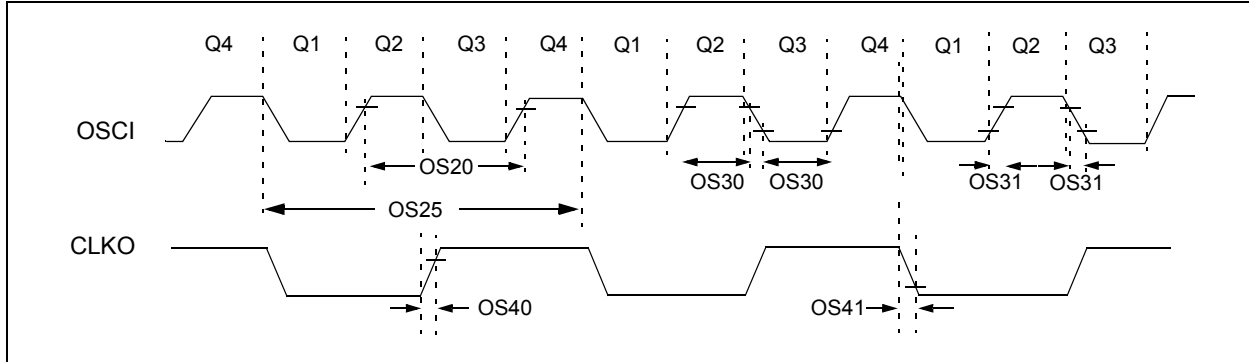 Q4 Q1 Q2 Q3 Q4 Q1 Q2 Q3 Q4 Q1 Q2 Q3
OSCI
OS20
OS30 OS30
OS31 OS31
OS25
CLKO
OS40
OS41